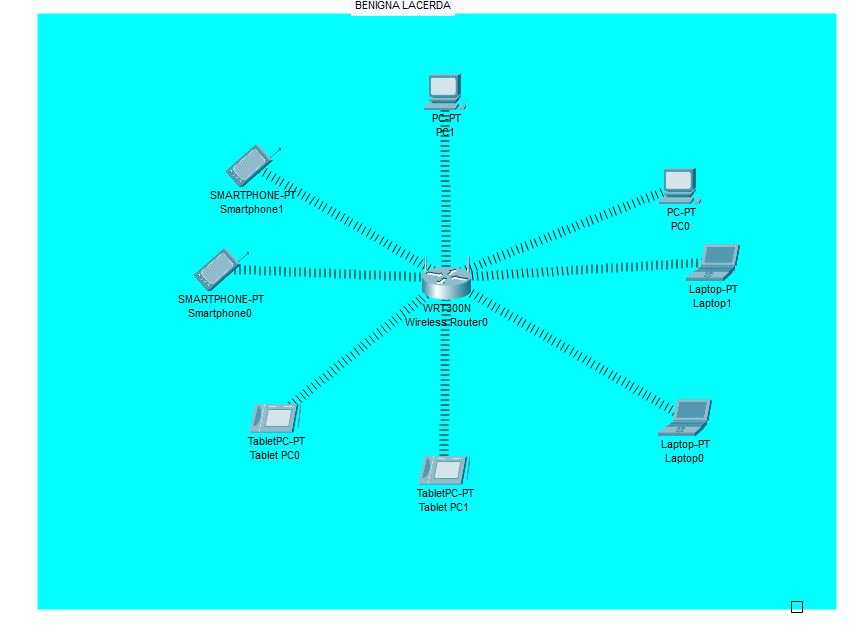 BENIGNA LACERDA
PC-PT
PC1
SMARTPHONE-PT
Smartphone1
PC-PT
PC0
SMARTPHONE-PT
Smartphone0
Laptop-PT
Laptop1
WRT300N
Wireless Router0
TabletPC-PT
Tablet PC0
Laptop-PT
Laptop0
TabletPC-PT
Tablet PC1